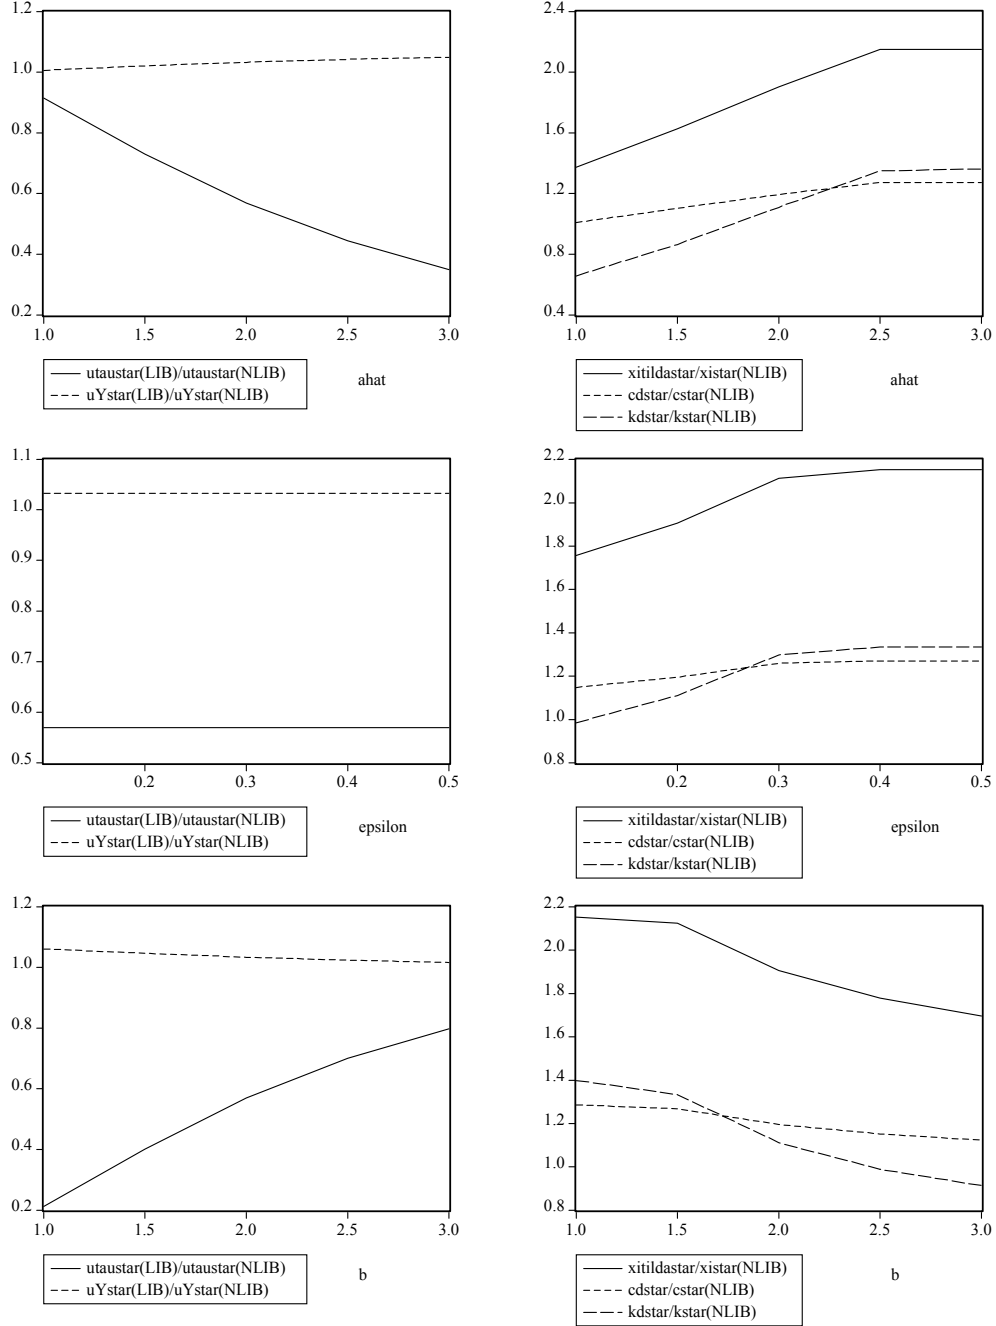 1.2
1.0
0.8
0.6
0.4
0.2
1.0 1.5 2.0 2.5 3.0
utaustar(LIB)/utaustar(NLIB)
uYstar(LIB)/uYstar(NLIB)
ahat
2.4
2.0
1.6
1.2
0.8
0.4
1.0 1.5 2.0 2.5 3.0
xitildastar/xistar(NLIB)
cdstar/cstar(NLIB)
kdstar/kstar(NLIB)
ahat
1.1
1.0
0.9
0.8
0.7
0.6
0.5
0.2 0.3 0.4 0.5
utaustar(LIB)/utaustar(NLIB)
uYstar(LIB)/uYstar(NLIB)
epsilon
2.2
2.0
1.8
1.6
1.4
1.2
1.0
0.8
0.2 0.3 0.4 0.5
xitildastar/xistar(NLIB)
cdstar/cstar(NLIB)
kdstar/kstar(NLIB)
epsilon
1.2
1.0
0.8
0.6
0.4
0.2
1.0 1.5 2.0 2.5 3.0
utaustar(LIB)/utaustar(NLIB)
uYstar(LIB)/uYstar(NLIB)
b
2.2
2.0
1.8
1.6
1.4
1.2
1.0
0.8
1.0 1.5 2.0 2.5 3.0
xitildastar/xistar(NLIB)
cdstar/cstar(NLIB)
kdstar/kstar(NLIB)
b